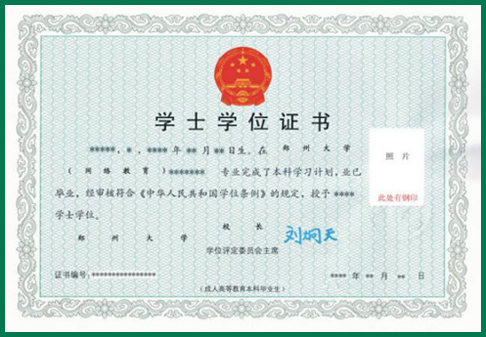 学士学位证书
*****，*，**** 年 ** 月 ** 日生。在 郑州大学
（网络教育）******* 专业完成了本科学习计划，业已
毕业，经审核符合《中华人民共和国学位条例》的规定，授予 ****
学士学位。
照 片
此处有钢印
郑州大学 校长
学位评定委员会主席
刘炯天
证书编号：****************
**** 年 ** 月 ** 日
（成人高等教育本科毕业生）